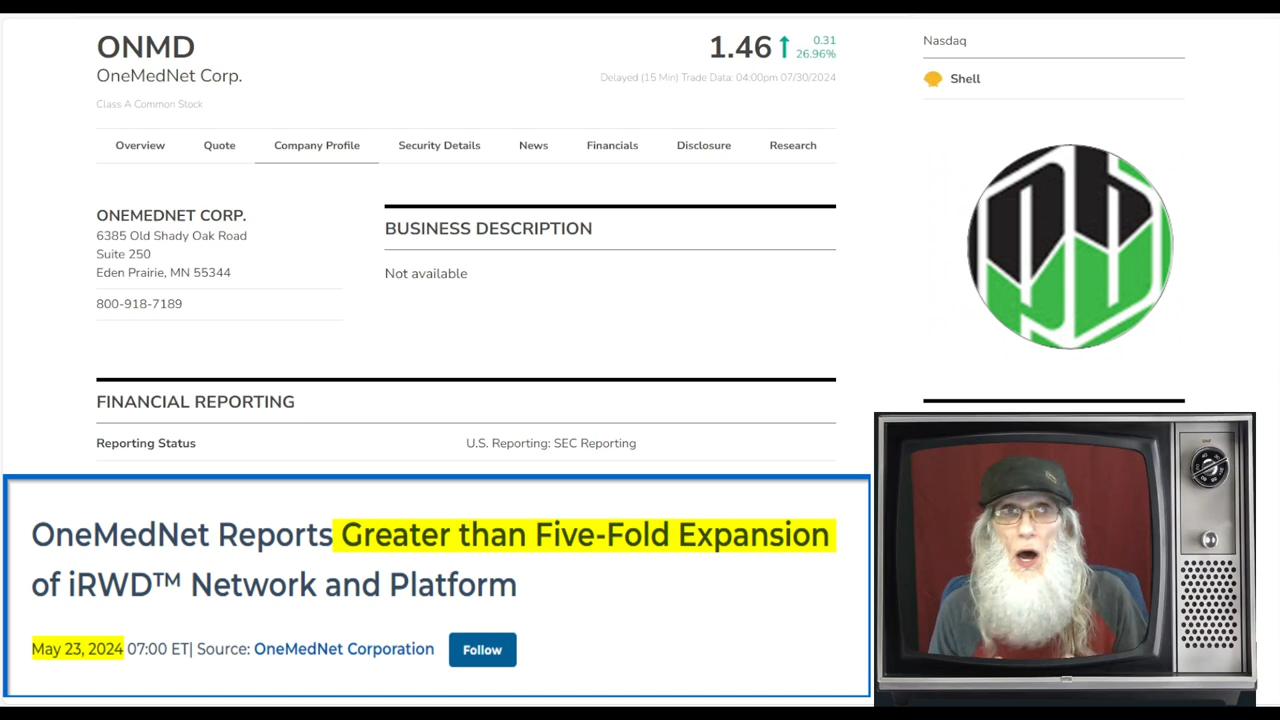 ONMD
1.46
0.31
26.96%
OneMedNet Corp.
Delayed (15 Min) Trade Data: 04:00pm 07/30/2024
Class A Common Stock
Nasdaq
Shell
Overview Quote Company Profile Security Details News Financials Disclosure Research
ONEMEDNET CORP.
6385 Old Shady Oak Road
Suite 250
Eden Prairie, MN 55344
800-918-7189
BUSINESS DESCRIPTION
Not available
FINANCIAL REPORTING
Reporting Status U.S. Reporting: SEC Reporting
OneMedNet Reports Greater than Five-Fold Expansion
of iRWD™ Network and Platform
May 23, 2024 07:00 ET| Source: OneMedNet Corporation Follow